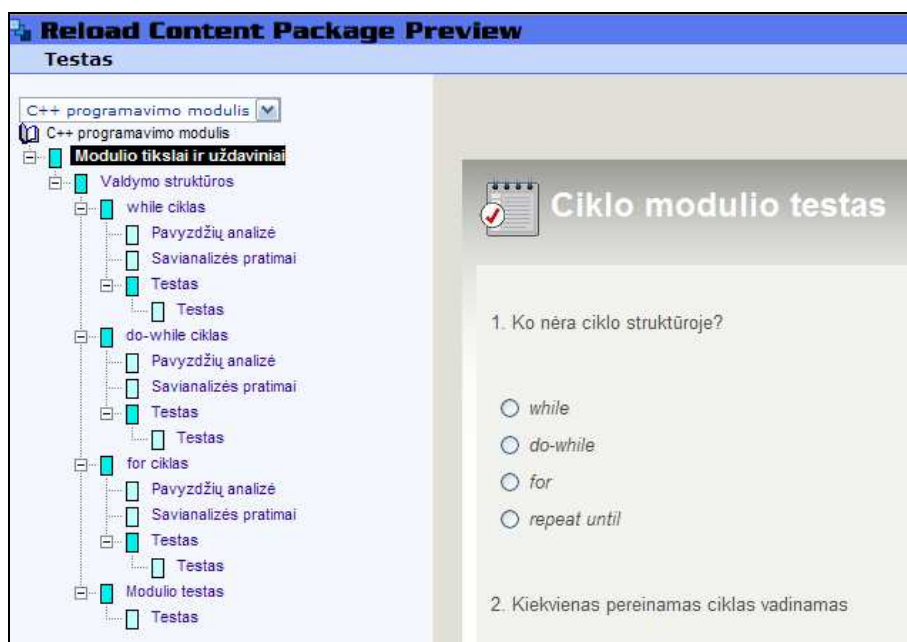 Reload Content Package Preview
Testas
C++ programavimo modulis
C++ programavimo modulis
Modulio tikslai ir uždaviniai
Valdymo struktūros
while ciklas
Pavyzdžių analizė
Savianalizės pratimai
Testas
Testas
do-while ciklas
Pavyzdžių analizė
Savianalizės pratimai
Testas
Testas
for ciklas
Pavyzdžių analizė
Savianalizės pratimai
Testas
Testas
Modulio testas
Testas
Ciklo modulio testas
1. Ko nėra ciklo struktūroje?
while
do-while
for
repeat until
2. Kiekvienas pereinamas ciklas vadinamas